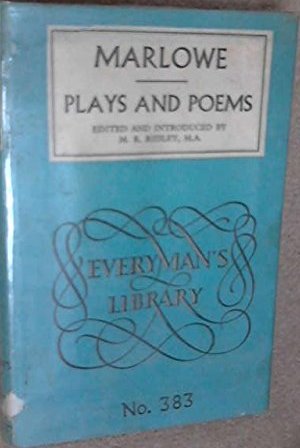 MARLOWE
PLAYS AND POEMS
EDITED AND INTRODUCED BY
M. R. RIDLEY, M.A.
EVERYMAN'S
LIBRARY
No. 383